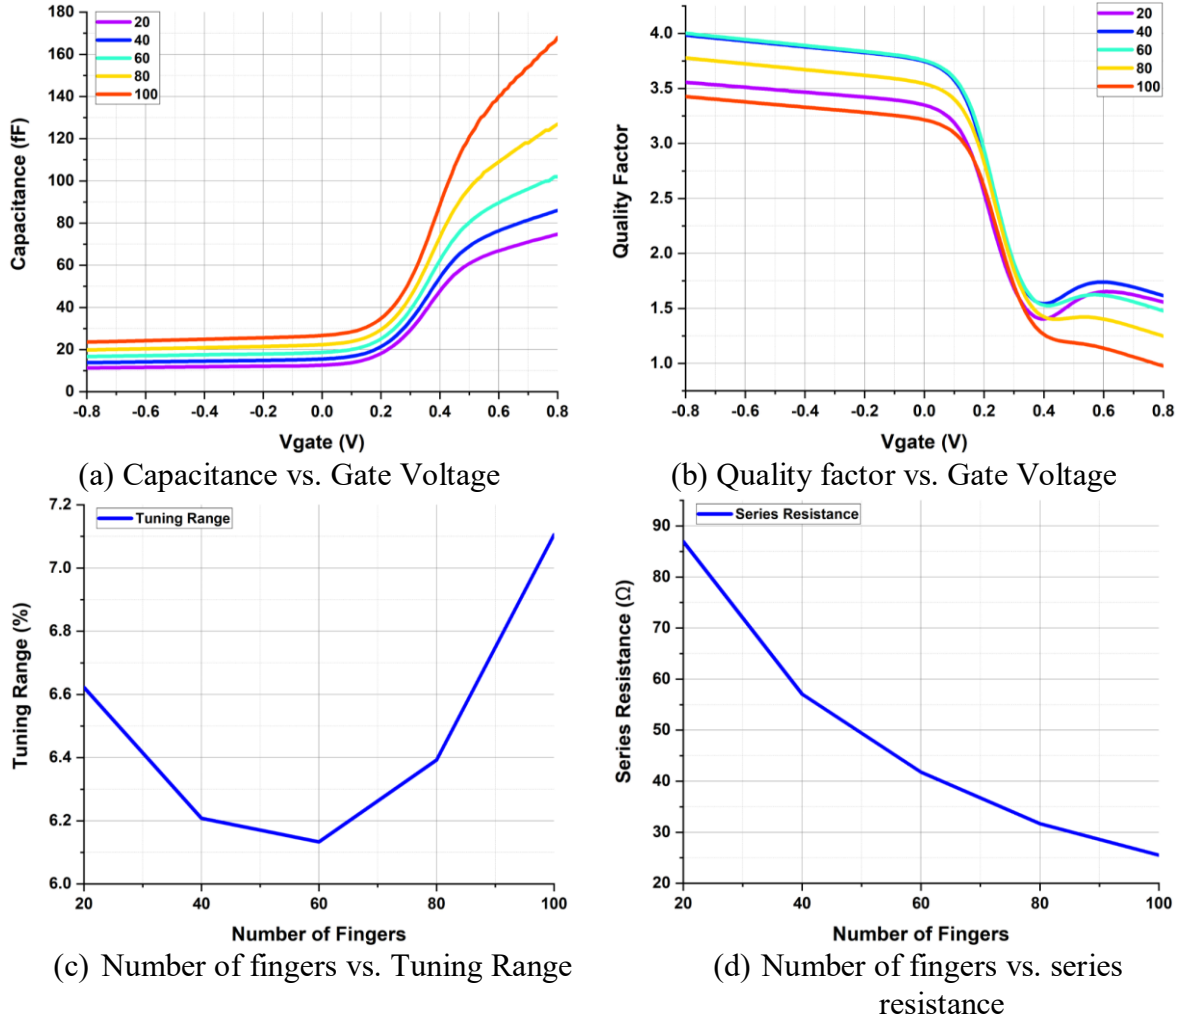 180
160
140
120
100
80
60
40
20
0
Capacitance (fF)
20
40
60
80
100
-0.8 -0.6 -0.4 -0.2 0.0 0.2 0.4 0.6 0.8
Vgate (V)
(a) Capacitance vs. Gate Voltage
4.0
3.5
3.0
2.5
2.0
1.5
1.0
Quality Factor
20
40
60
80
100
-0.8 -0.6 -0.4 -0.2 0.0 0.2 0.4 0.6 0.8
Vgate (V)
(b) Quality factor vs. Gate Voltage
7.2
7.0
6.8
6.6
6.4
6.2
6.0
Tuning Range (%)
Tuning Range
20 40 60 80 100
Number of Fingers
(c) Number of fingers vs. Tuning Range
90
80
70
60
50
40
30
20
Series Resistance (Ω)
Series Resistance
20 40 60 80 100
Number of Fingers
(d) Number of fingers vs. series
resistance